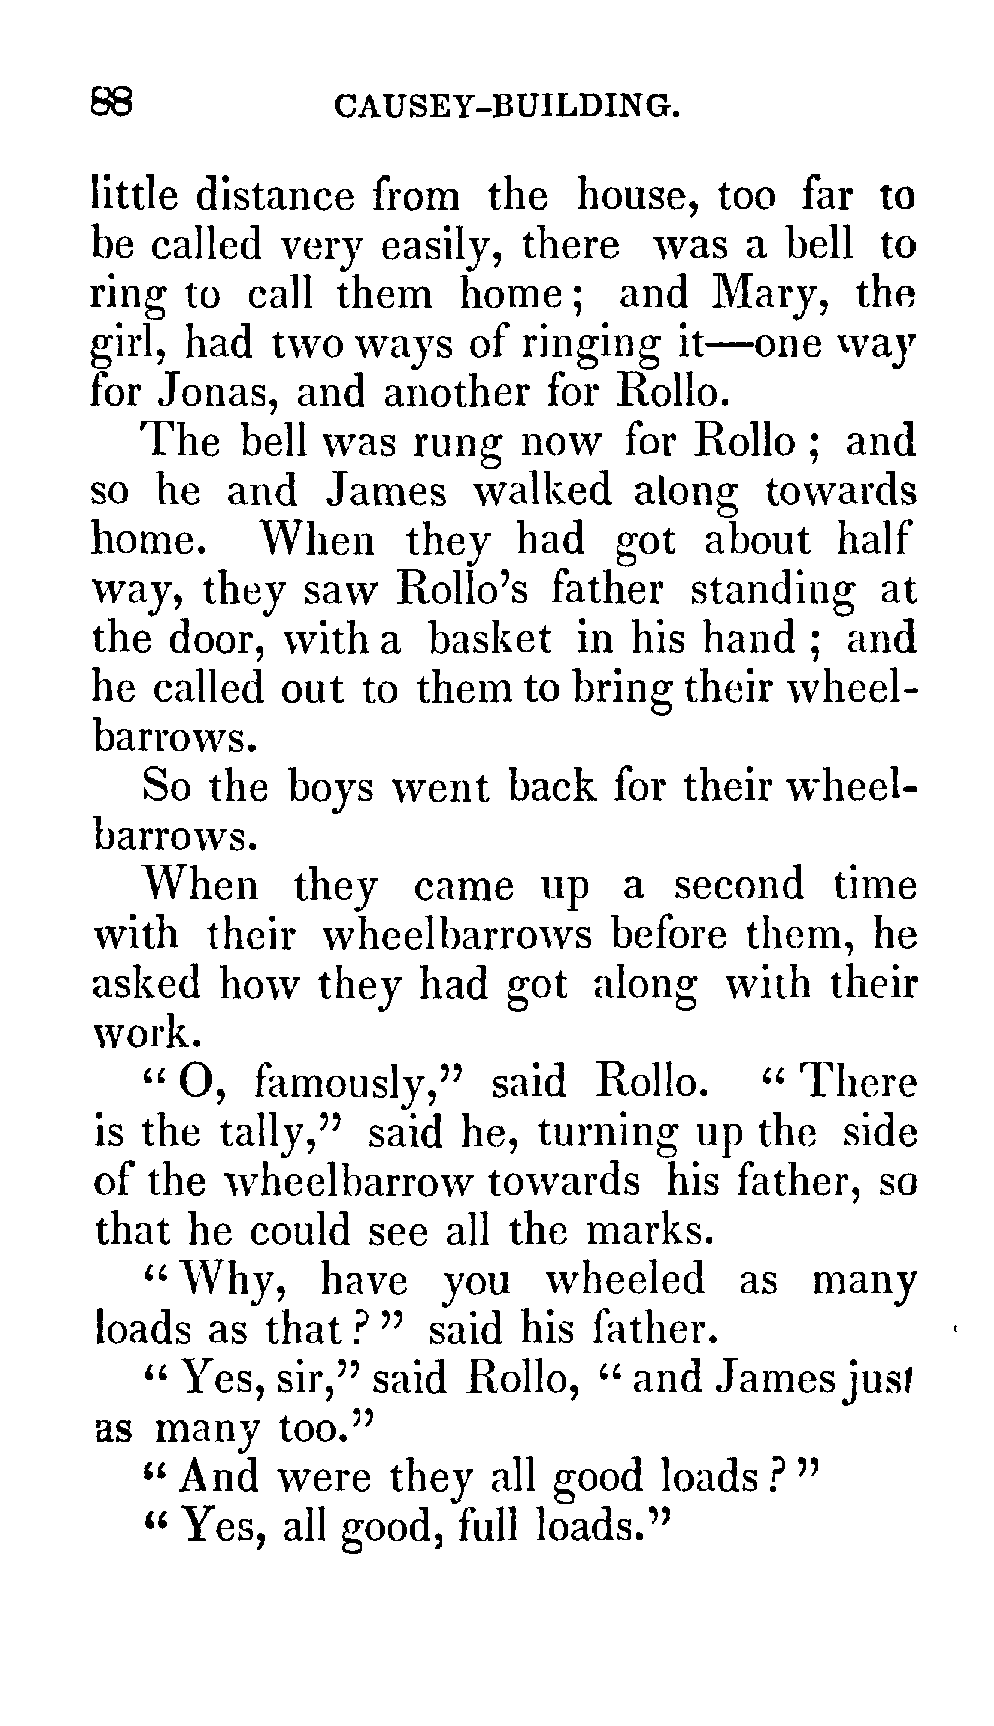 88 CAUSEY-BUILDING.
little distance from the house, too far to
be called very easily, there was a bell to
ring to call them home; and Mary, the
girl, had two ways of ringing it—one way
for Jonas, and another for Rollo.
The bell was rung now for Rollo; and
so he and James walked along towards
home. When they had got about half
way, they saw Rollo's father standing at
the door, with a basket in his hand; and
he called out to them to bring their wheel-
barrows.
So the boys went back for their wheel-
barrows.
When they came up a second time
with their wheelbarrows before them, he
asked how they had got along with their
work.
"O, famously," said Rollo. "There
is the tally," said he, turning up the side
of the wheelbarrow towards his father, so
that he could see all the marks.
"Why, have you wheeled as many
loads as that?" said his father.
"Yes, sir," said Rollo, "and James just
as many too."
"And were they all good loads?"
"Yes, all good, full loads."